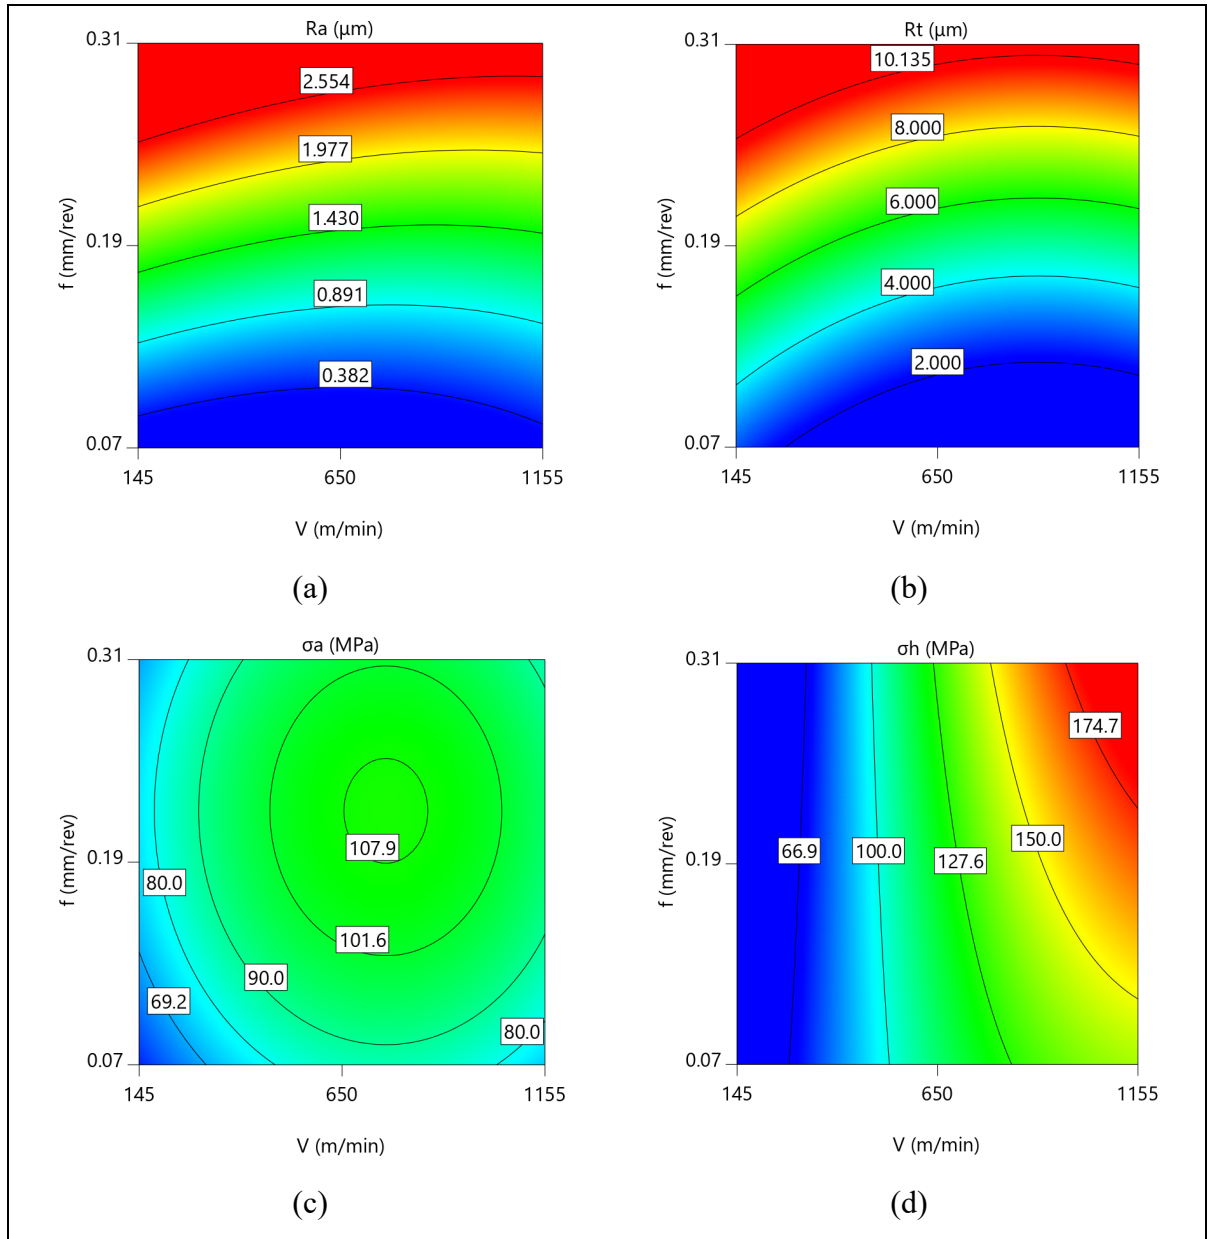 Ra (µm)
0.31
2.554
1.977
1.430
0.19
0.891
0.382
0.07
f (mm/rev)
145
650
1155
V (m/min)
(a)
Rt (µm)
0.31
10.135
8.000
6.000
0.19
4.000
2.000
0.07
f (mm/rev)
145
650
1155
V (m/min)
(b)
σa (MPa)
0.31
107.9
0.19
80.0
101.6
90.0
69.2
80.0
0.07
f (mm/rev)
145
650
1155
V (m/min)
(c)
σh (MPa)
0.31
174.7
66.9
100.0
127.6
150.0
0.19
0.07
f (mm/rev)
145
650
1155
V (m/min)
(d)